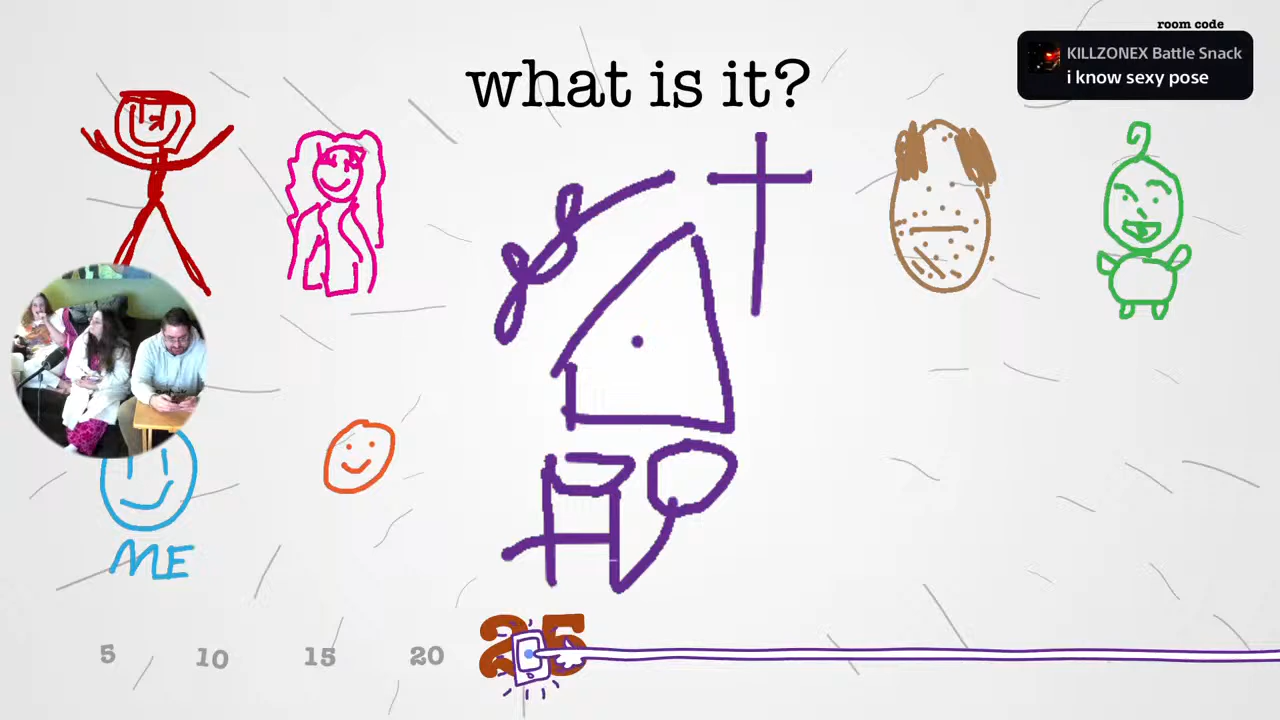 room code
KILLZONEX Battle Snack
i know sexy pose
what is it?
ME
5 10 15 20 25